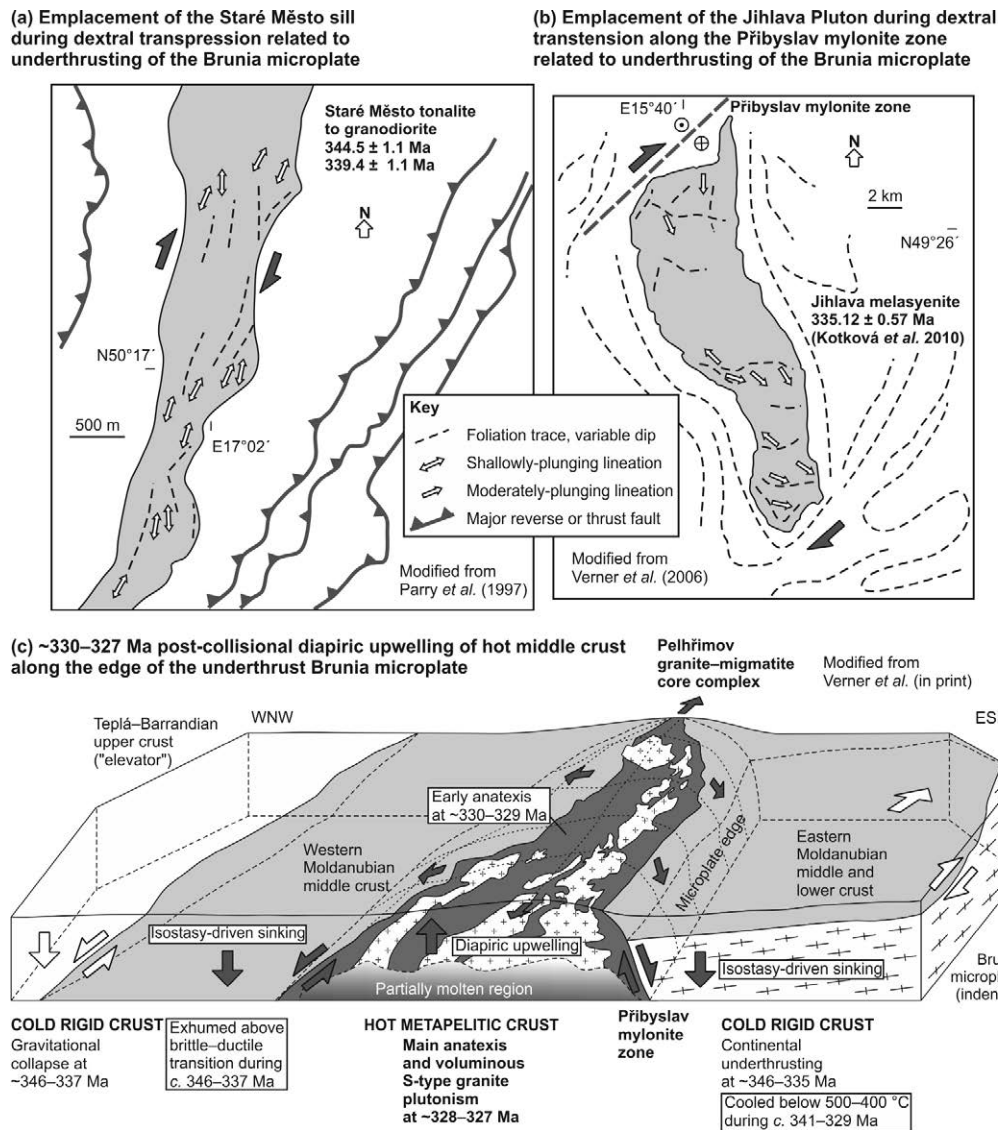 (a) Emplacement of the Staré Město sill
during dextral transpression related to
underthrusting of the Brunia microplate
Staré Město tonalite
to granodiorite
344.5 ± 1.1 Ma
339.4 ± 1.1 Ma
N
N50°17´
500 m
E17°02´
Modified from
Parry et al. (1997)
(b) Emplacement of the Jihlava Pluton during dextral
transtension along the Přibyslav mylonite zone
related to underthrusting of the Brunia microplate
E15°40´
Přibyslav mylonite zone
N
2 km
N49°26´
Jihlava melasyenite
335.12 ± 0.57 Ma
(Kotková et al. 2010)
Key
Foliation trace, variable dip
Shallowly-plunging lineation
Moderately-plunging lineation
Major reverse or thrust fault
Modified from
Verner et al. (2006)
(c) ~330–327 Ma post-collisional diapiric upwelling of hot middle crust
along the edge of the underthrust Brunia microplate
Pelhřimov
granite–migmatite
core complex
Modified from
Verner et al. (in print)
Teplá–Barrandian
upper crust
("elevator")
WNW
ES
Early anatexis
at ~330–329 Ma
Western
Moldanubian
middle crust
Microplate edge
Eastern
Moldanubian
middle and
lower crust
Isostasy-driven sinking
Diapiric upwelling
Isostasy-driven sinking
Partially molten region
Bru
microp
(inden
COLD RIGID CRUST
Gravitational
collapse at
~346–337 Ma
Exhumed above
brittle–ductile
transition during
c. 346–337 Ma
HOT METAPELITIC CRUST
Main anatexis
and voluminous
S-type granite
plutonism
at ~328–327 Ma
Přibyslav
mylonite
zone
COLD RIGID CRUST
Continental
underthrusting
at ~346–335 Ma
Cooled below 500–400 °C
during c. 341–329 Ma